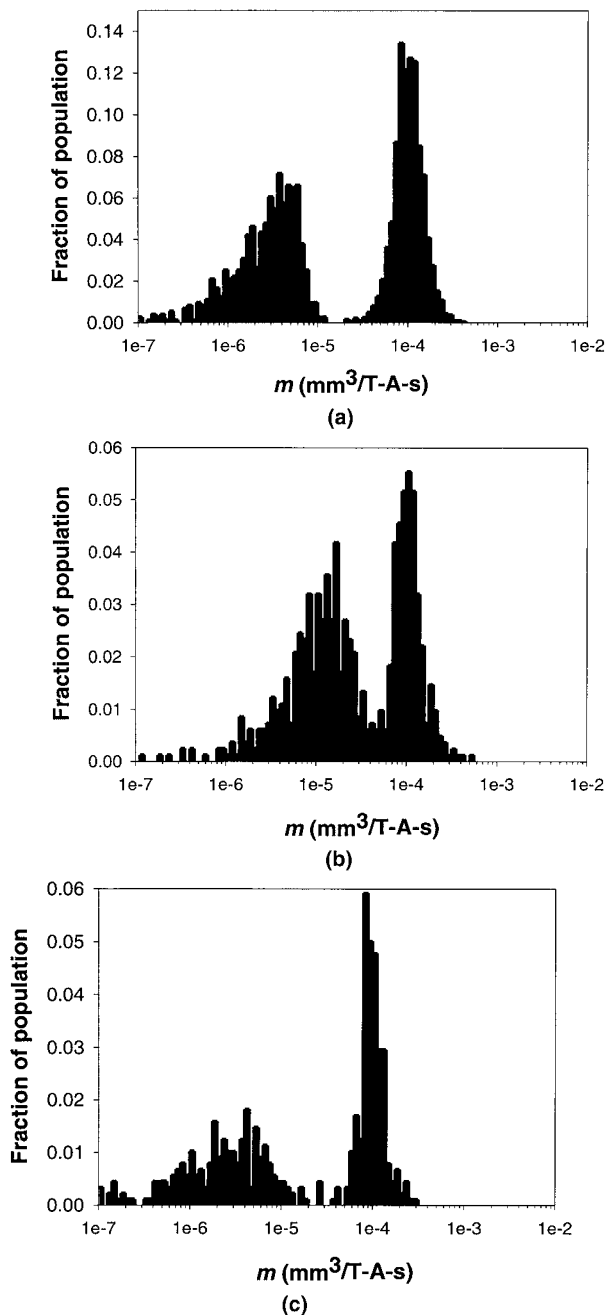 0.14
0.12
0.10
0.08
0.06
0.04
0.02
0.00
Fraction of population
1e-7 1e-6 1e-5 1e-4 1e-3 1e-2
m (mm³/T-A-s)
(a)
0.06
0.05
0.04
0.03
0.02
0.01
0.00
Fraction of population
1e-7 1e-6 1e-5 1e-4 1e-3 1e-2
m (mm³/T-A-s)
(b)
0.06
0.05
0.04
0.03
0.02
0.01
0.00
Fraction of population
1e-7 1e-6 1e-5 1e-4 1e-3 1e-2
m (mm³/T-A-s)
(c)